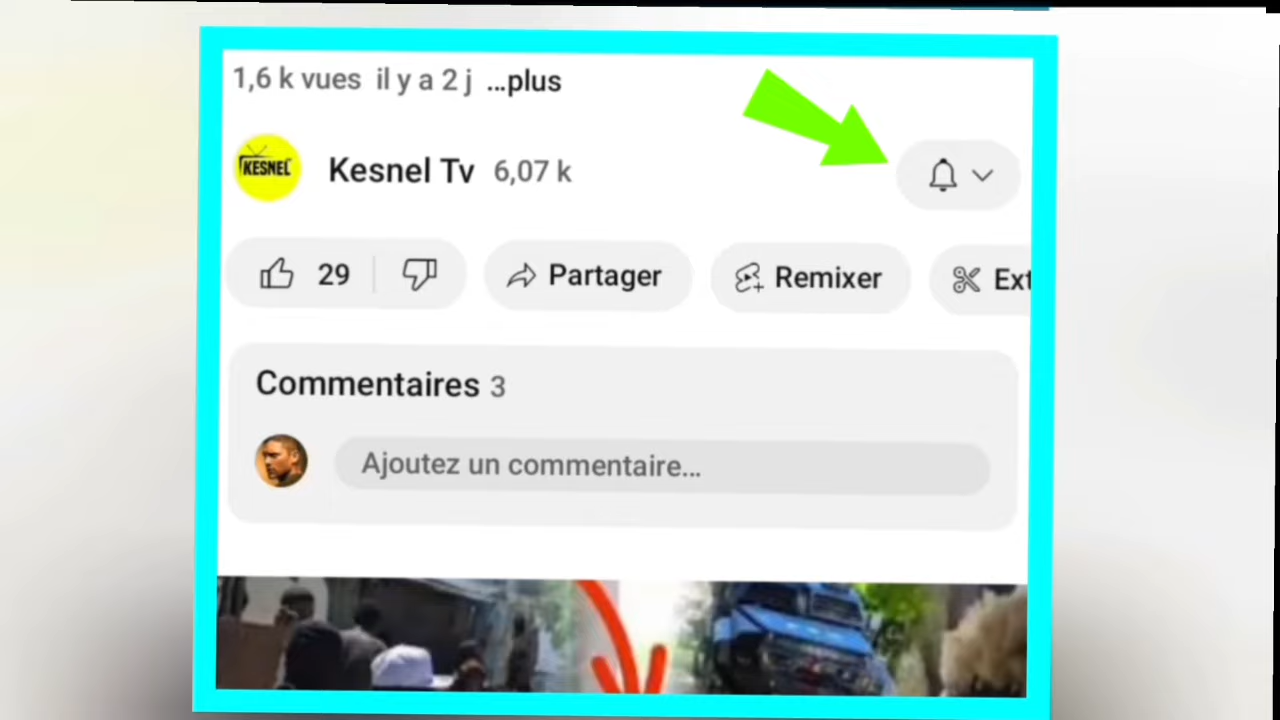 1,6 k vues il y a 2 j ...plus
KESNEL
Kesnel Tv 6,07 k
29 Partager Remixer Ext
Commentaires 3
Ajoutez un commentaire...